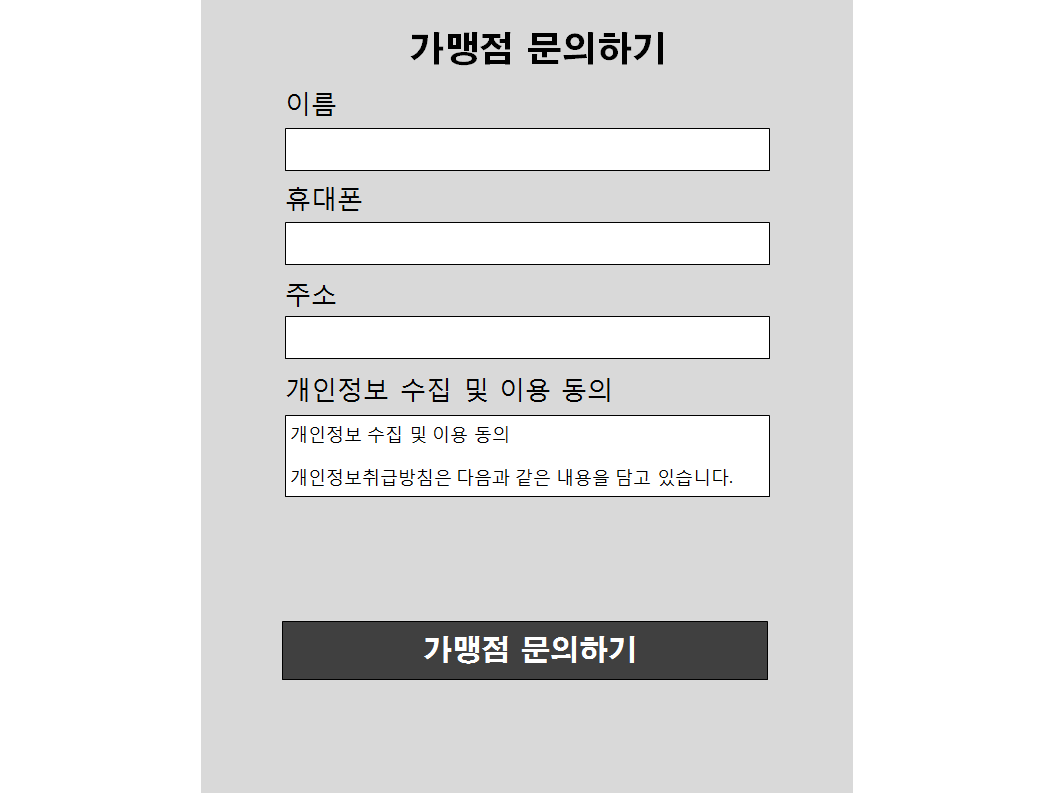 가맹점 문의하기
이름
휴대폰
주소
개인정보 수집 및 이용 동의
개인정보 수집 및 이용 동의
개인정보취급방침은 다음과 같은 내용을 담고 있습니다.
가맹점 문의하기